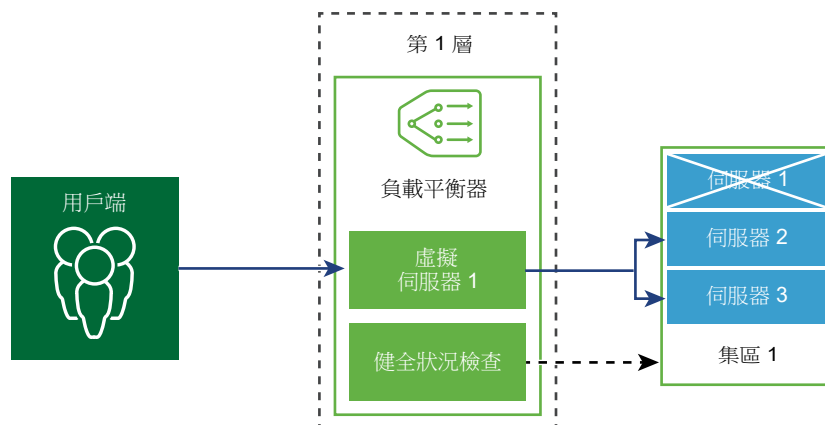 第 1 層
負載平衡器
用戶端
虛擬
伺服器 1
健全狀況檢查
伺服器 1
伺服器 2
伺服器 3
集區 1